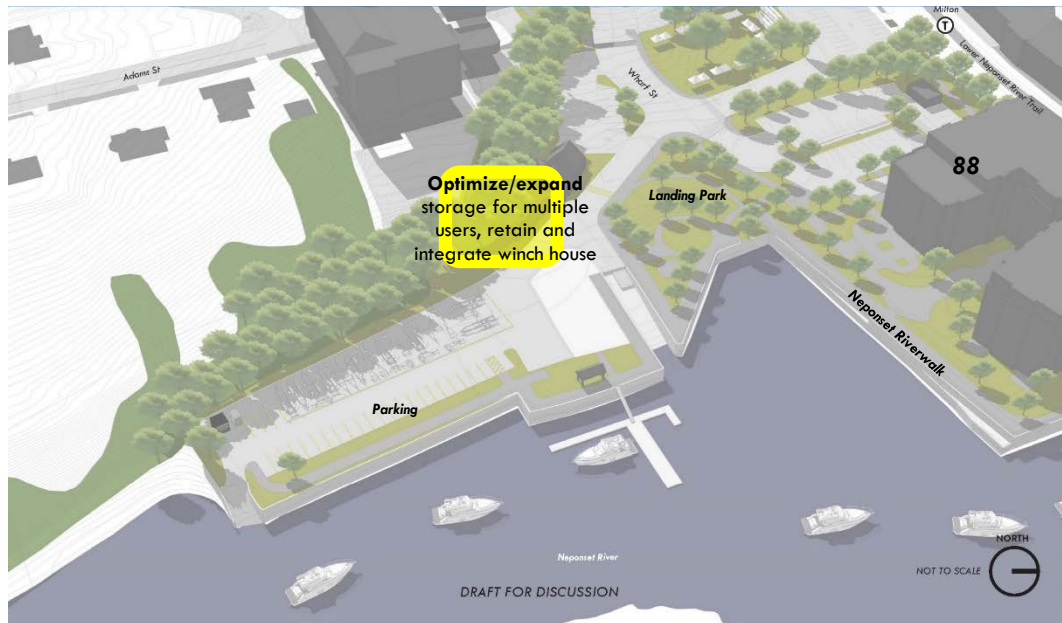 Milton
T
Lower Neponset River Trail
Adams St
Wharf St
88
Optimize/expand
storage for multiple
users, retain and
integrate winch house
Landing Park
Neponset Riverwalk
Parking
Neponset River
NORTH
NOT TO SCALE
DRAFT FOR DISCUSSION